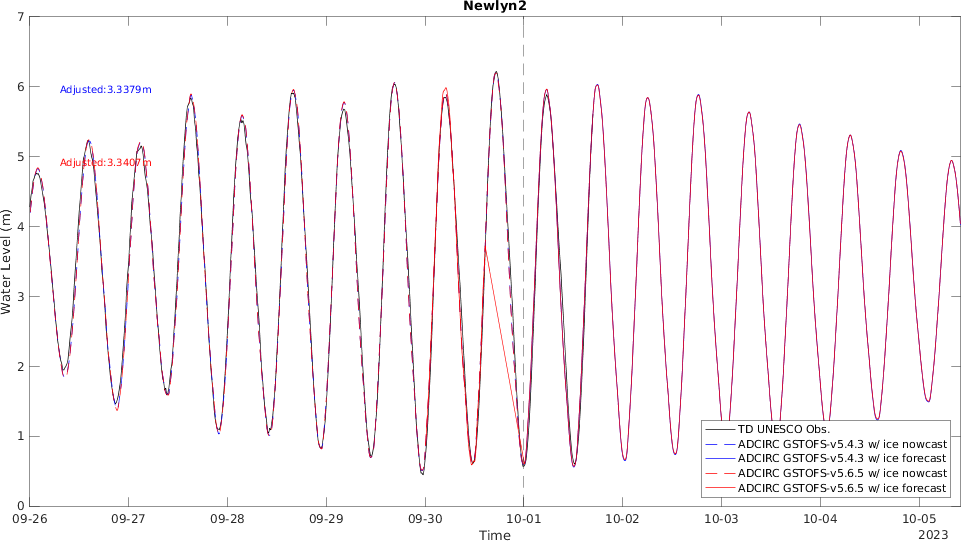 Newlyn2
7
6
5
4
3
2
1
0
Water Level (m)
Adjusted:3.3379m
Adjusted:3.3407m
TD UNESCO Obs.
ADCIRC GSTOFS-v5.4.3 w/ ice nowcast
ADCIRC GSTOFS-v5.4.3 w/ ice forecast
ADCIRC GSTOFS-v5.6.5 w/ ice nowcast
ADCIRC GSTOFS-v5.6.5 w/ ice forecast
09-26 09-27 09-28 09-29 09-30 10-01 10-02 10-03 10-04 10-05
Time
2023